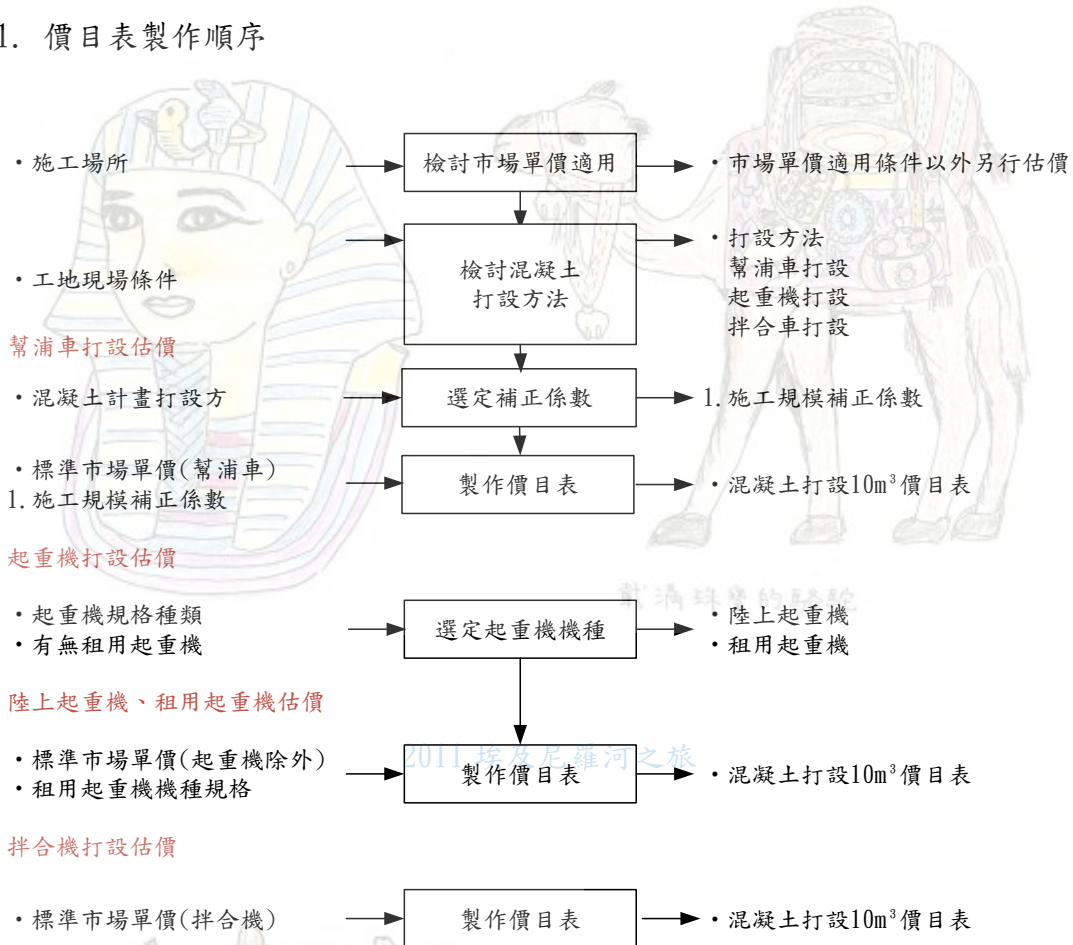 1. 價目表製作順序
・施工場所
檢討市場單價適用
・市場單價適用條件以外另行估價
・工地現場條件
檢討混凝土
打設方法
・打設方法
幫浦車打設
起重機打設
拌合車打設
幫浦車打設估價
・混凝土計畫打設方
選定補正係數
1.施工規模補正係數
・標準市場單價(幫浦車)
1.施工規模補正係數
製作價目表
・混凝土打設10m³價目表
起重機打設估價
戴滿珠寶的駱駝
・起重機規格種類
・有無租用起重機
選定起重機機種
・陸上起重機
・租用起重機
陸上起重機、租用起重機估價
2011 埃及尼羅河之旅
・標準市場單價(起重機除外)
・租用起重機機種規格
製作價目表
・混凝土打設10m³價目表
拌合機打設估價
・標準市場單價(拌合機)
製作價目表
・混凝土打設10m³價目表